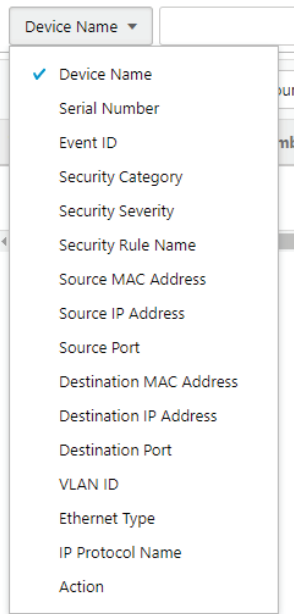 Device Name
Device Name
Serial Number
Event ID
Security Category
Security Severity
Security Rule Name
Source MAC Address
Source IP Address
Source Port
Destination MAC Address
Destination IP Address
Destination Port
VLAN ID
Ethernet Type
IP Protocol Name
Action